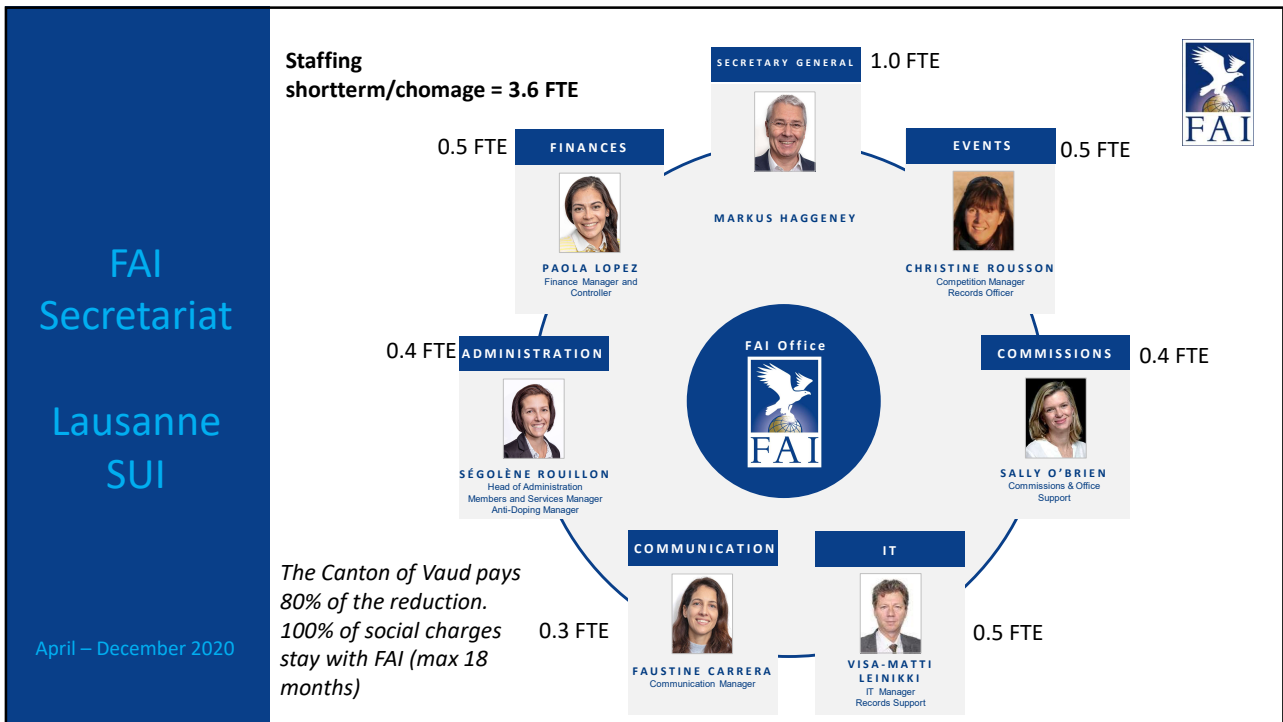 FAI
Secretariat
Lausanne
SUI
April – December 2020
Staffing
shortterm/chomage = 3.6 FTE
SECRETARY GENERAL
1.0 FTE
MARKUS HAGGENEY
FAI
0.5 FTE
FINANCES
PAOLA LOPEZ
Finance Manager and
Controller
EVENTS
0.5 FTE
CHRISTINE ROUSSON
Competition Manager
Records Officer
0.4 FTE
ADMINISTRATION
SÉGOLÈNE ROUILLON
Head of Administration
Members and Services Manager
Anti-Doping Manager
FAI Office
FAI
COMMISSIONS
0.4 FTE
SALLY O’BRIEN
Commissions & Office
Support
The Canton of Vaud pays
80% of the reduction.
100% of social charges
stay with FAI (max 18
months)
COMMUNICATION
0.3 FTE
FAUSTINE CARRERA
Communication Manager
IT
0.5 FTE
VISA-MATTI
LEINIKKI
IT Manager
Records Support